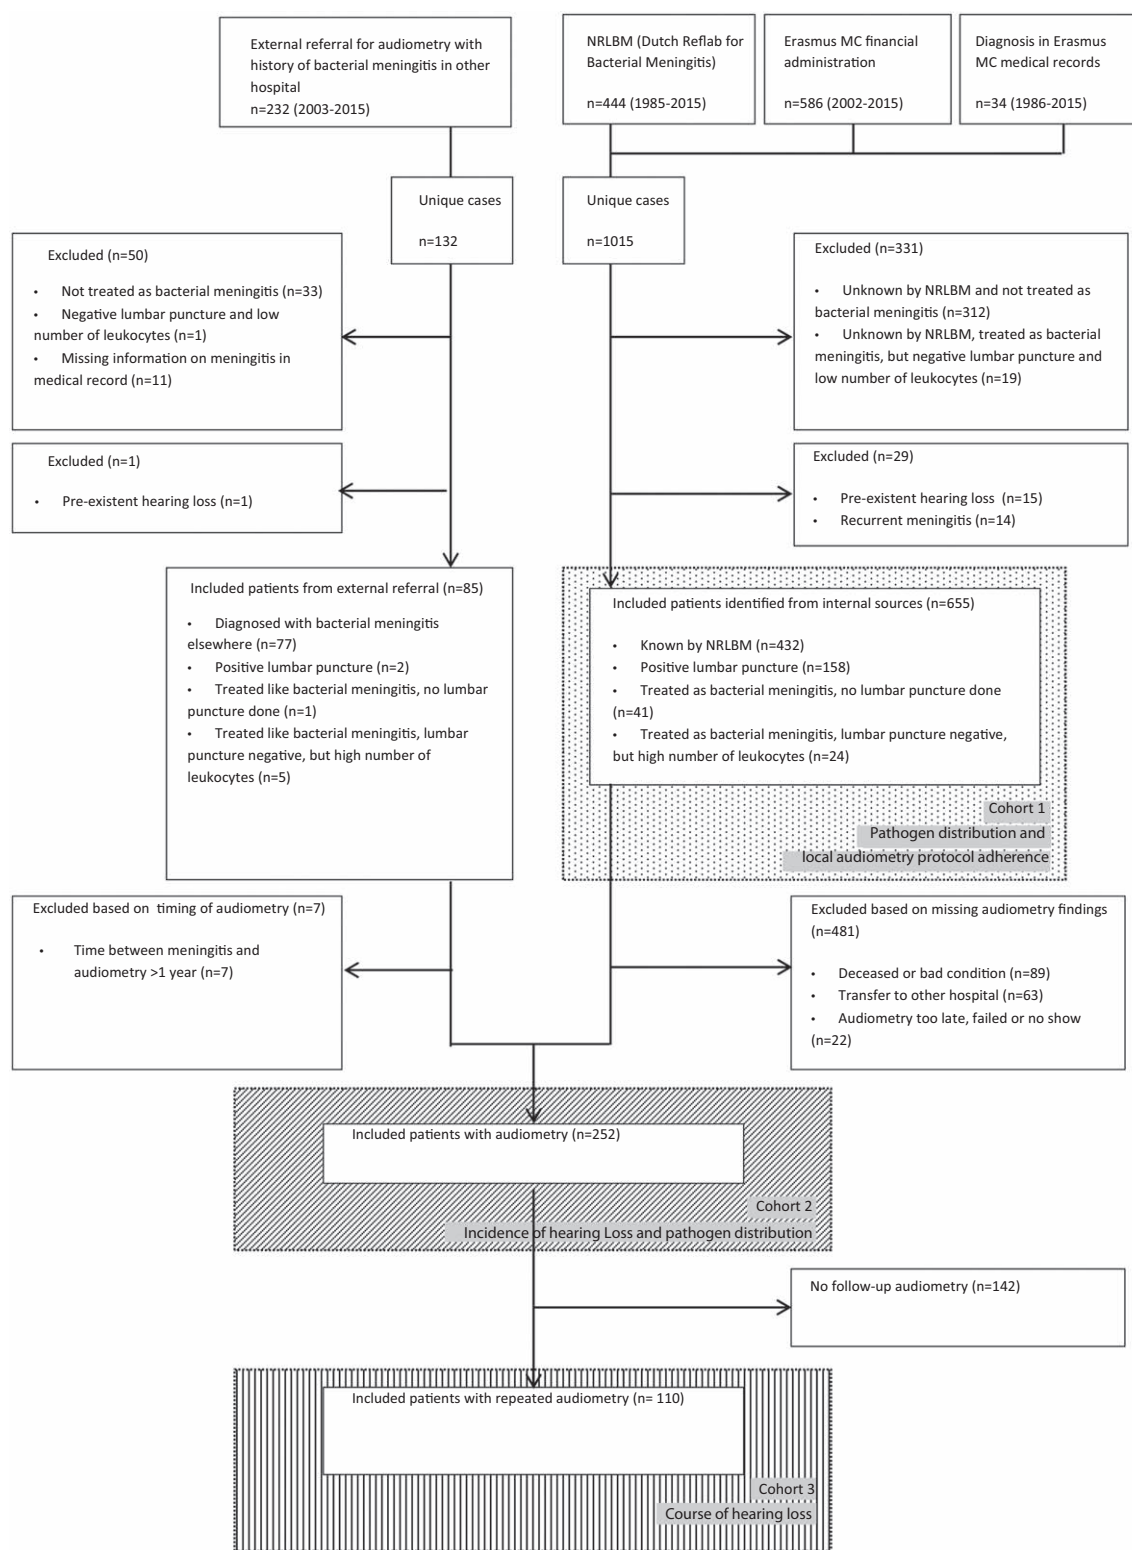 External referral for audiometry with
history of bacterial meningitis in other
hospital
n=232 (2003-2015)
NRLBM (Dutch Reflab for
Bacterial Meningitis)
n=444 (1985-2015)
Erasmus MC financial
administration
n=586 (2002-2015)
Diagnosis in Erasmus
MC medical records
n=34 (1986-2015)
Unique cases
n=132
Unique cases
n=1015
Excluded (n=50)
• Not treated as bacterial meningitis (n=33)
• Negative lumbar puncture and low
number of leukocytes (n=1)
• Missing information on meningitis in
medical record (n=11)
Excluded (n=331)
• Unknown by NRLBM and not treated as
bacterial meningitis (n=312)
• Unknown by NRLBM, treated as bacterial
meningitis, but negative lumbar puncture and
low number of leukocytes (n=19)
Excluded (n=1)
• Pre-existent hearing loss (n=1)
Excluded (n=29)
• Pre-existent hearing loss (n=15)
• Recurrent meningitis (n=14)
Included patients from external referral (n=85)
• Diagnosed with bacterial meningitis
elsewhere (n=77)
• Positive lumbar puncture (n=2)
• Treated like bacterial meningitis, no lumbar
puncture done (n=1)
• Treated like bacterial meningitis, lumbar
puncture negative, but high number of
leukocytes (n=5)
Included patients identified from internal sources (n=655)
• Known by NRLBM (n=432)
• Positive lumbar puncture (n=158)
• Treated as bacterial meningitis, no lumbar puncture done
(n=41)
• Treated as bacterial meningitis, lumbar puncture negative,
but high number of leukocytes (n=24)
Cohort 1
Pathogen distribution and
local audiometry protocol adherence
Excluded based on timing of audiometry (n=7)
• Time between meningitis and
audiometry >1 year (n=7)
Excluded based on missing audiometry findings
(n=481)
• Deceased or bad condition (n=89)
• Transfer to other hospital (n=63)
• Audiometry too late, failed or no show
(n=22)
Included patients with audiometry (n=252)
Cohort 2
Incidence of hearing Loss and pathogen distribution
No follow-up audiometry (n=142)
Included patients with repeated audiometry (n= 110)
Cohort 3
Course of hearing loss